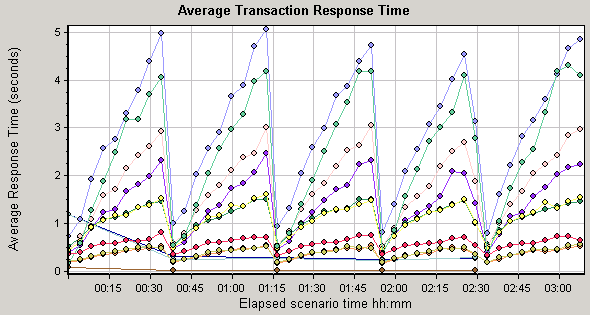 Average Transaction Response Time
Average Response Time (seconds)
5
4
3
2
1
0
00:15 00:30 00:45 01:00 01:15 01:30 01:45 02:00 02:15 02:30 02:45 03:00
Elapsed scenario time hh:mm